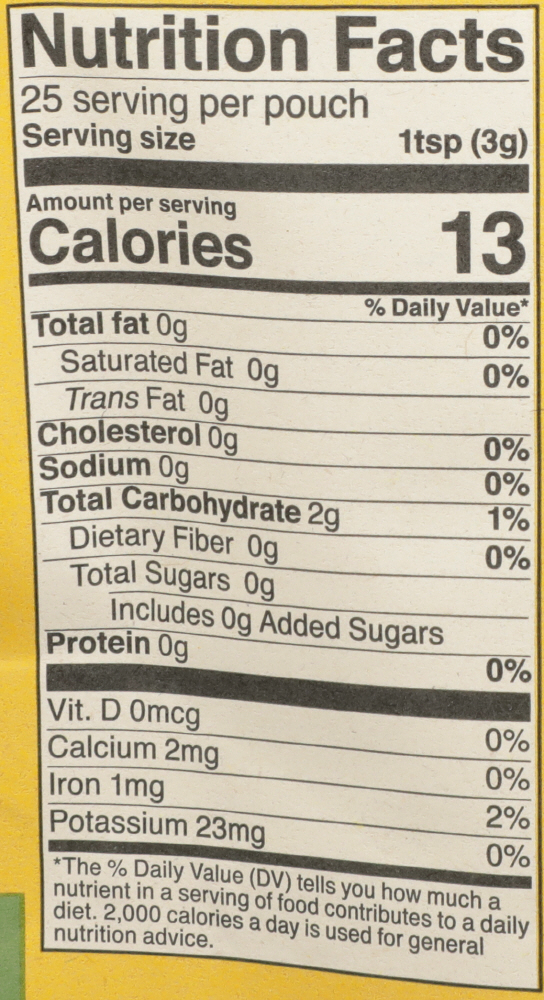 Nutrition Facts
25 serving per pouch
Serving size 1tsp (3g)
Amount per serving
Calories 13
% Daily Value*
Total fat 0g 0%
Saturated Fat 0g 0%
Trans Fat 0g
Cholesterol 0g 0%
Sodium 0g 0%
Total Carbohydrate 2g 1%
Dietary Fiber 0g 0%
Total Sugars 0g
Includes 0g Added Sugars
Protein 0g 0%
Vit. D 0mcg 0%
Calcium 2mg 0%
Iron 1mg 2%
Potassium 23mg 0%
*The % Daily Value (DV) tells you how much a
nutrient in a serving of food contributes to a daily
diet. 2,000 calories a day is used for general
nutrition advice.